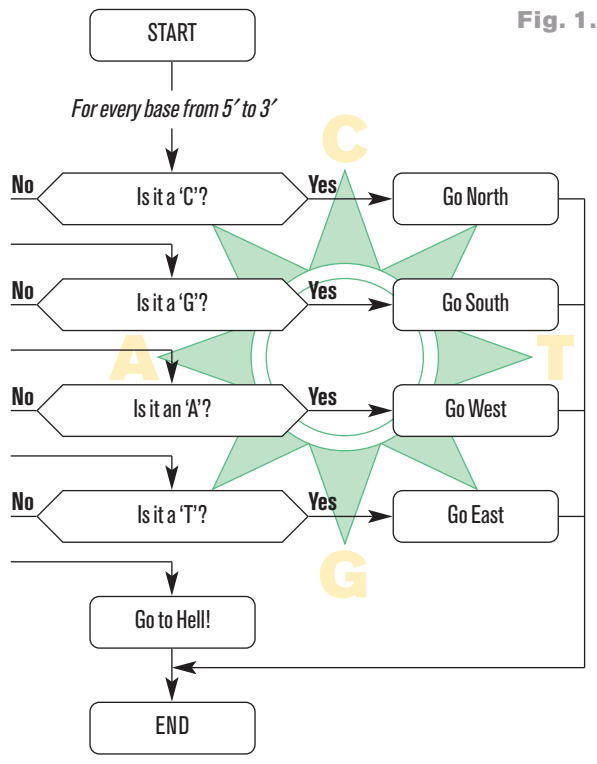 Fig. 1.
START
For every base from 5′ to 3′
C
No
Is it a ‘C’?
Yes
Go North
No
Is it a ‘G’?
Yes
Go South
A
T
No
Is it an ‘A’?
Yes
Go West
No
Is it a ‘T’?
Yes
Go East
G
Go to Hell!
END